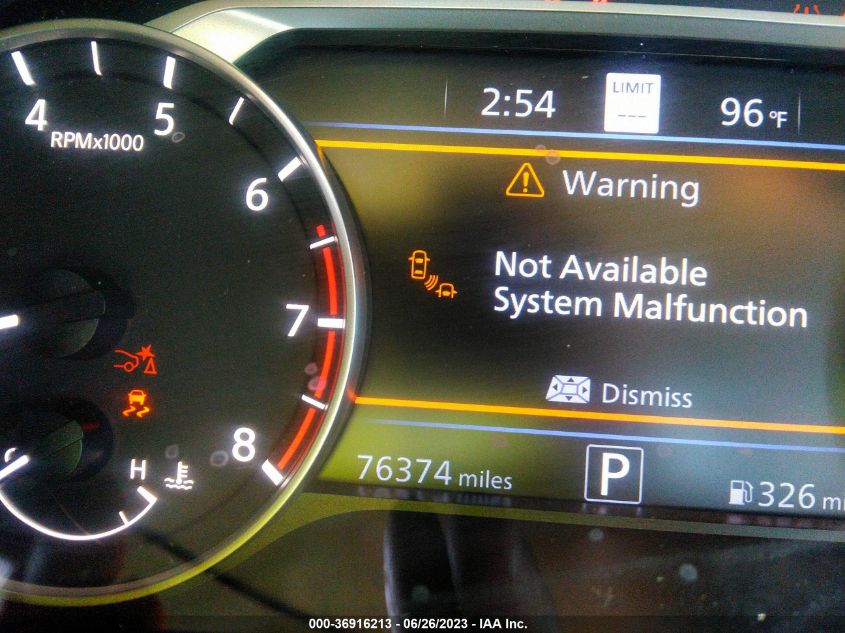 4
5
RPMx1000
6
7
8
H
C
2:54
LIMIT
---
96 °F
Warning
Not Available
System Malfunction
Dismiss
76374 miles
P
326
000-36916213 - 06/26/2023 - IAA Inc.